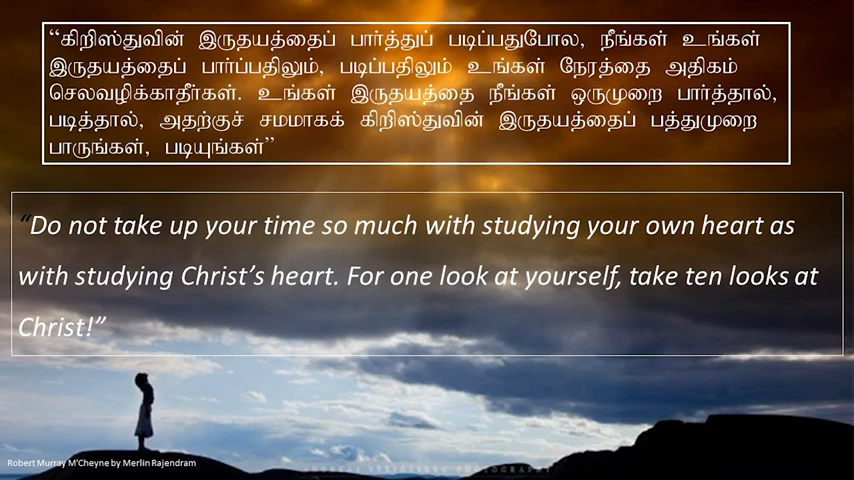 “கிறிஸ்துவின் இருதயத்தைப் பார்த்துப் படிப்பதுபோல, நீங்கள் உங்கள்
இருதயத்தைப் பார்ப்பதிலும், படிப்பதிலும் உங்கள் நேரத்தை அதிகம்
செலவழிக்காதீர்கள். உங்கள் இருதயத்தை நீங்கள் ஒருமுறை பார்த்தால்,
படித்தால், அதற்குச் சமமாகக் கிறிஸ்துவின் இருதயத்தைப் பத்துமுறை
பாருங்கள், படியுங்கள்”
“Do not take up your time so much with studying your own heart as
with studying Christ’s heart. For one look at yourself, take ten looks at
Christ!”
Robert Murray M'Cheyne by Merlin Rajendram